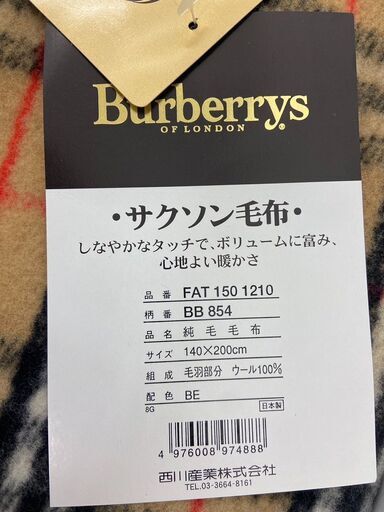 Burberrys
OF LONDON®
・サクソン毛布・
しなやかなタッチで、ボリュームに富み、
心地よい暖かさ
品番 FAT 150 1210
柄番 BB 854
品名 純毛毛布
サイズ 140×200cm
組成 毛羽部分 ウール100%
配色 BE
8G 日本製
4 976008 974888
西川産業株式会社
TEL.03-3664-8161